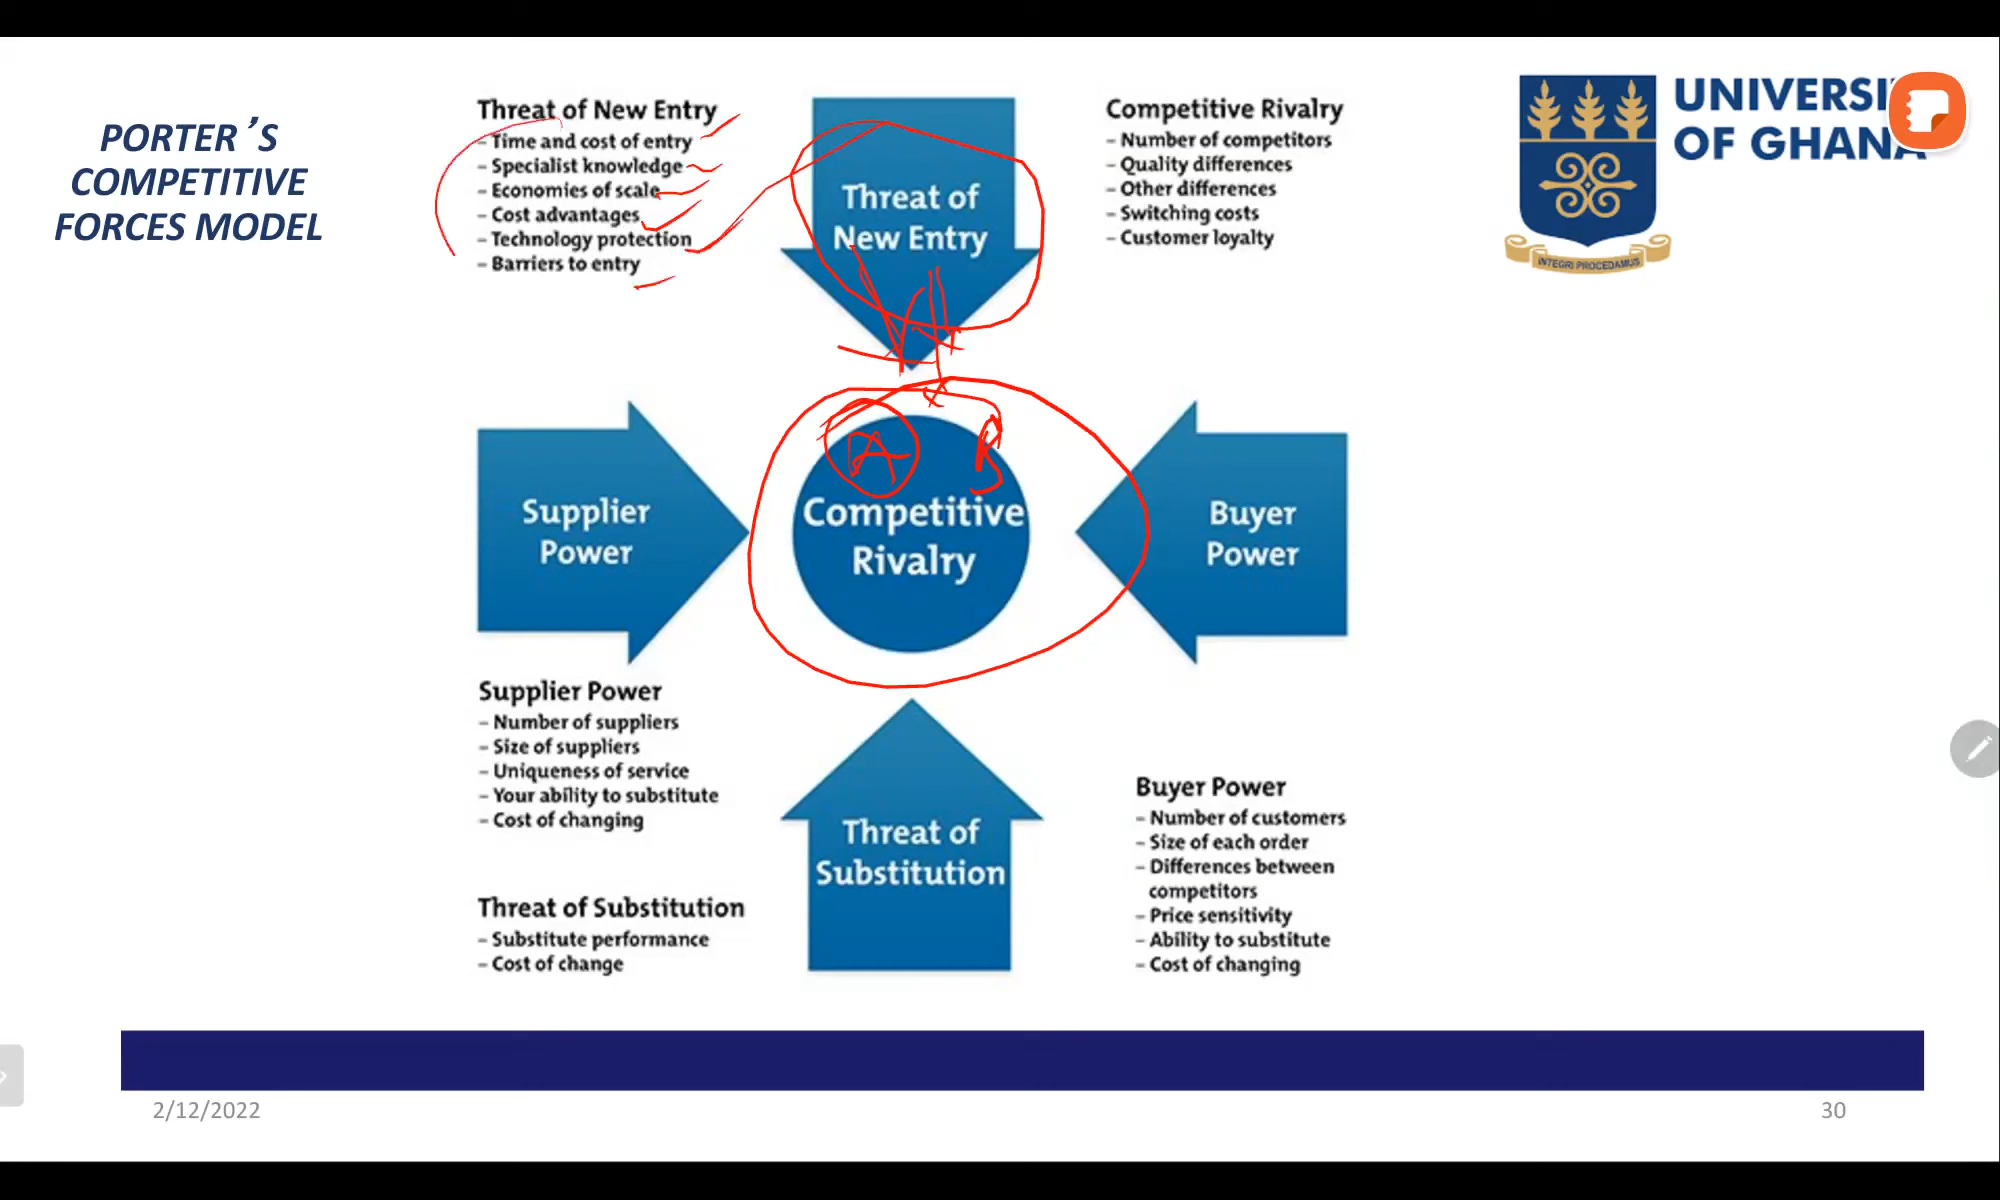 PORTER’S
COMPETITIVE
FORCES MODEL
Threat of New Entry
- Time and cost of entry
- Specialist knowledge
- Economies of scale
- Cost advantages
- Technology protection
- Barriers to entry
Threat of
New Entry
Competitive Rivalry
- Number of competitors
- Quality differences
- Other differences
- Switching costs
- Customer loyalty
UNIVERSI
OF GHANA
INTEGRI PROCEDAMUS
Supplier
Power
A
B
Competitive
Rivalry
Buyer
Power
Supplier Power
- Number of suppliers
- Size of suppliers
- Uniqueness of service
- Your ability to substitute
- Cost of changing
Threat of Substitution
- Substitute performance
- Cost of change
Threat of
Substitution
Buyer Power
- Number of customers
- Size of each order
- Differences between
competitors
- Price sensitivity
- Ability to substitute
- Cost of changing
2/12/2022
30